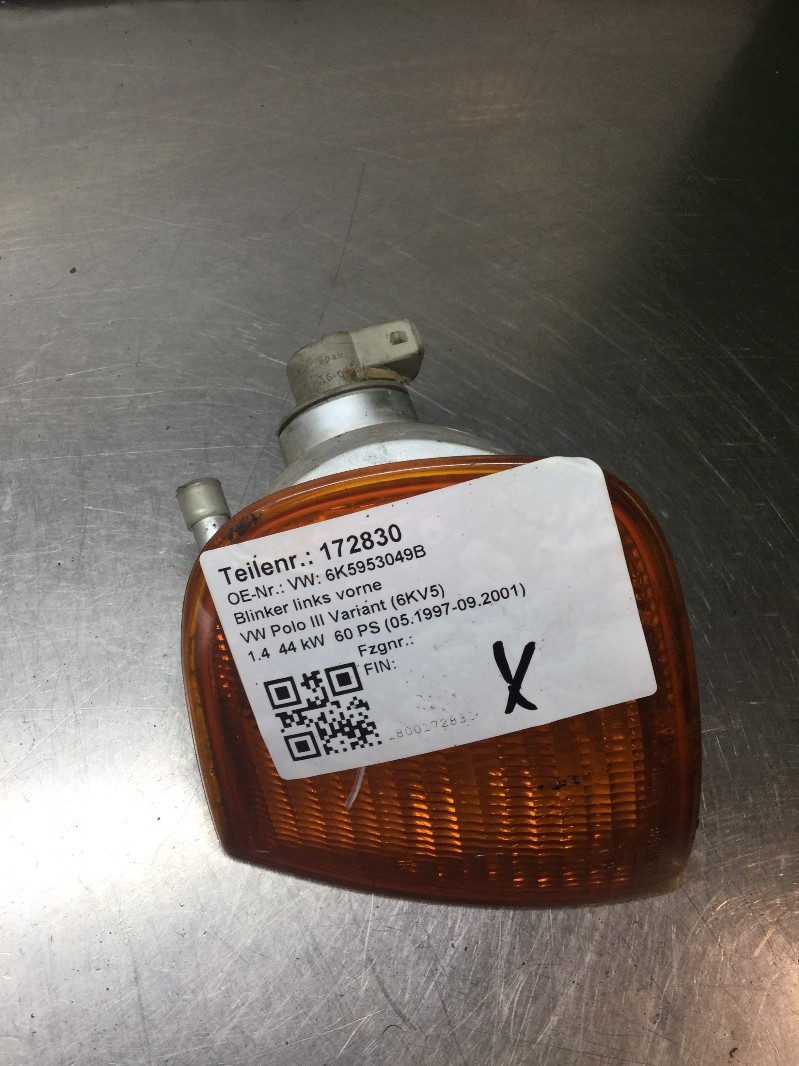 Teilenr.: 172830
OE-Nr.: VW: 6K5953049B
Blinker links vorne
VW Polo III Variant (6KV5)
1.4 44 kW 60 PS (05.1997-09.2001)
Fzgnr.:
FIN:
X